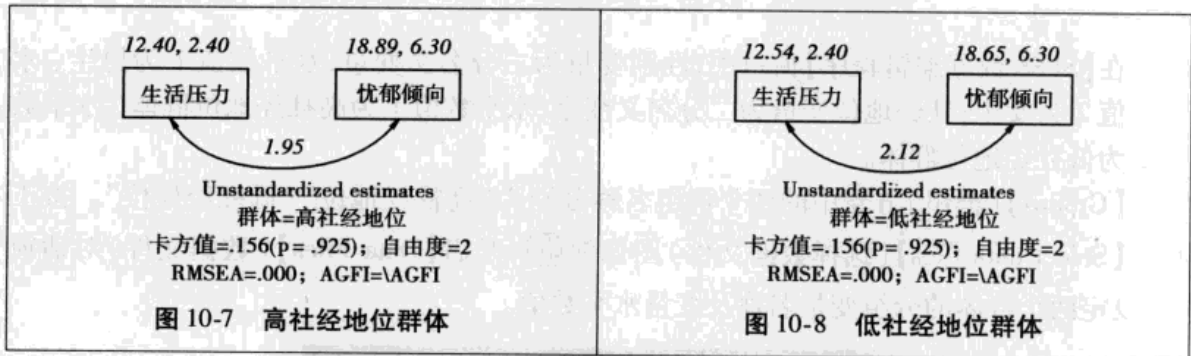 12.40, 2.40
18.89, 6.30
生活压力
忧郁倾向
1.95
Unstandardized estimates
群体=高社经地位
卡方值=.156(p= .925)；自由度=2
RMSEA=.000；AGFI=\AGFI
图 10-7 高社经地位群体
12.54, 2.40
18.65, 6.30
生活压力
忧郁倾向
2.12
Unstandardized estimates
群体=低社经地位
卡方值=.156(p= .925)；自由度=2
RMSEA=.000；AGFI=\AGFI
图 10-8 低社经地位群体